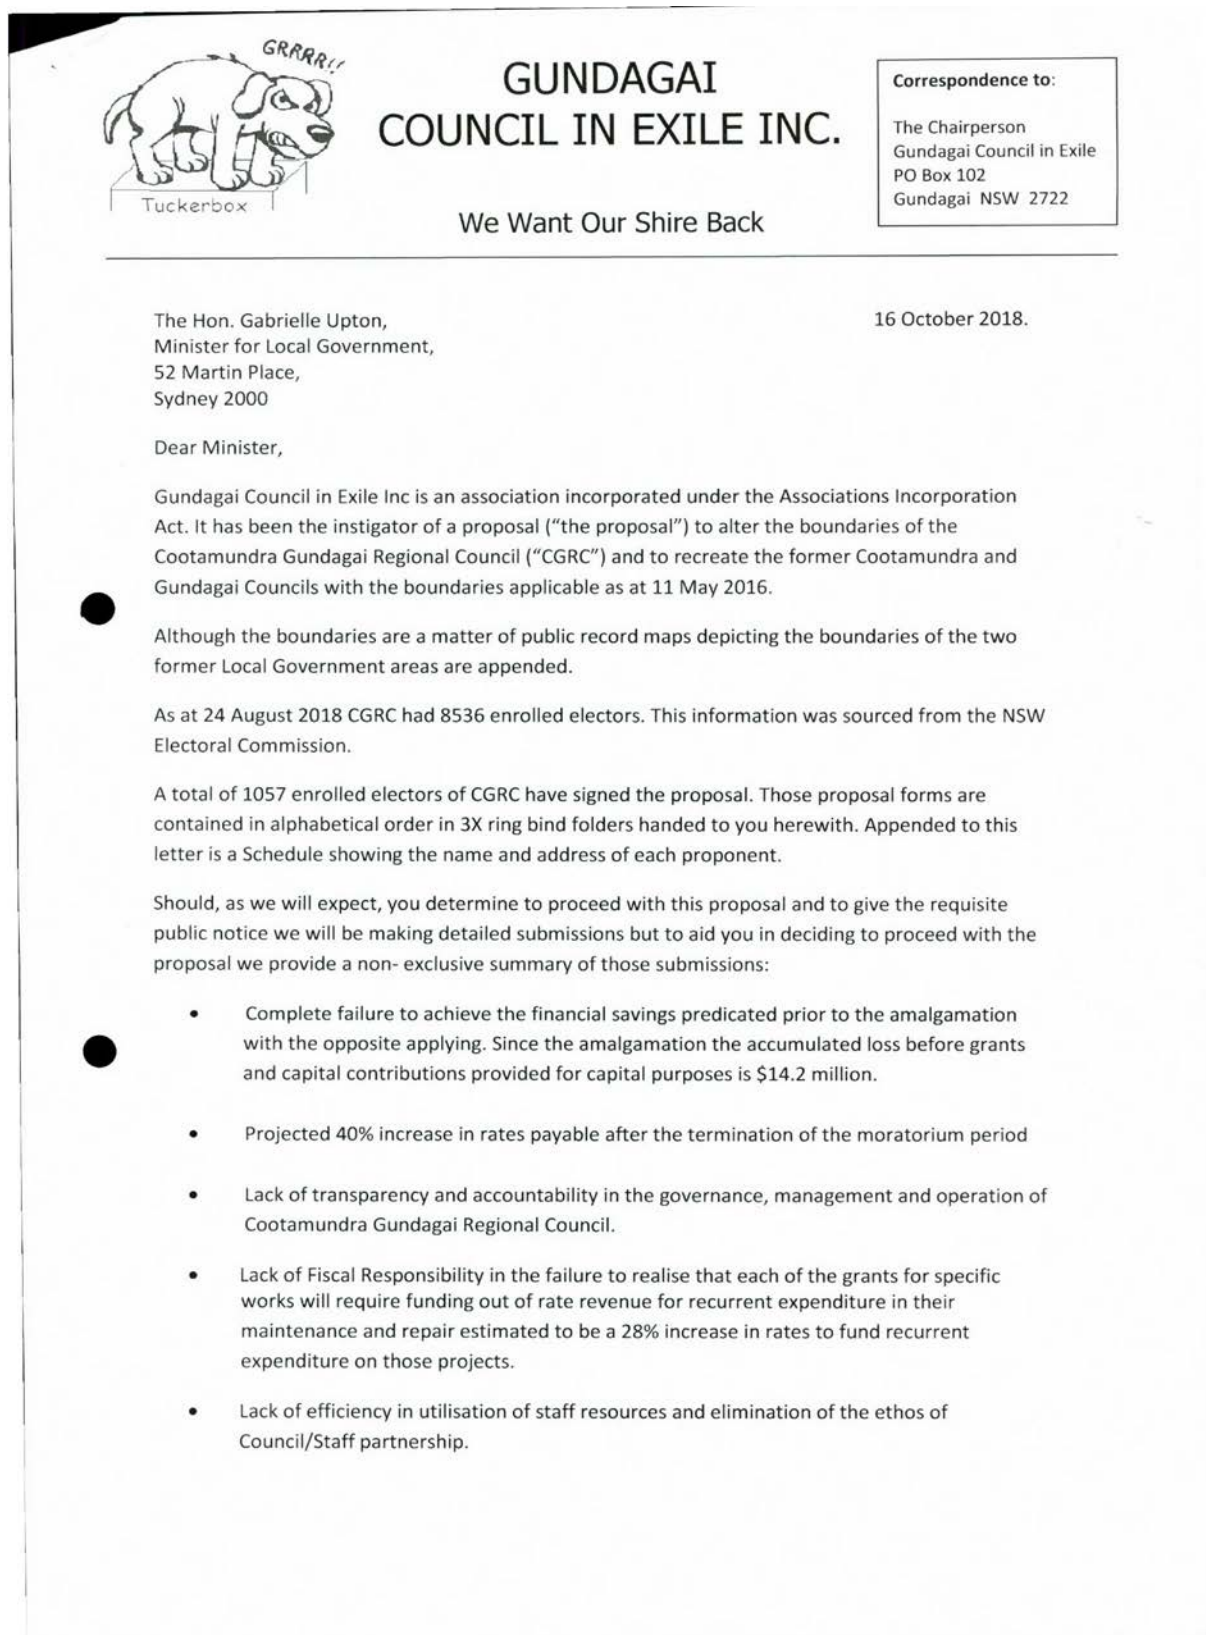 GRRRR!!
Tuckerbox
GUNDAGAI
COUNCIL IN EXILE INC.
We Want Our Shire Back
Correspondence to:
The Chairperson
Gundagai Council in Exile
PO Box 102
Gundagai NSW 2722
The Hon. Gabrielle Upton,
16 October 2018.
Minister for Local Government,
52 Martin Place,
Sydney 2000
Dear Minister,
Gundagai Council in Exile Inc is an association incorporated under the Associations Incorporation
Act. It has been the instigator of a proposal (“the proposal”) to alter the boundaries of the
Cootamundra Gundagai Regional Council (“CGRC”) and to recreate the former Cootamundra and
Gundagai Councils with the boundaries applicable as at 11 May 2016.
Although the boundaries are a matter of public record maps depicting the boundaries of the two
former Local Government areas are appended.
As at 24 August 2018 CGRC had 8536 enrolled electors. This information was sourced from the NSW
Electoral Commission.
A total of 1057 enrolled electors of CGRC have signed the proposal. Those proposal forms are
contained in alphabetical order in 3X ring bind folders handed to you herewith. Appended to this
letter is a Schedule showing the name and address of each proponent.
Should, as we will expect, you determine to proceed with this proposal and to give the requisite
public notice we will be making detailed submissions but to aid you in deciding to proceed with the
proposal we provide a non- exclusive summary of those submissions:
• Complete failure to achieve the financial savings predicated prior to the amalgamation
with the opposite applying. Since the amalgamation the accumulated loss before grants
and capital contributions provided for capital purposes is $14.2 million.
• Projected 40% increase in rates payable after the termination of the moratorium period
• Lack of transparency and accountability in the governance, management and operation of
Cootamundra Gundagai Regional Council.
• Lack of Fiscal Responsibility in the failure to realise that each of the grants for specific
works will require funding out of rate revenue for recurrent expenditure in their
maintenance and repair estimated to be a 28% increase in rates to fund recurrent
expenditure on those projects.
• Lack of efficiency in utilisation of staff resources and elimination of the ethos of
Council/Staff partnership.